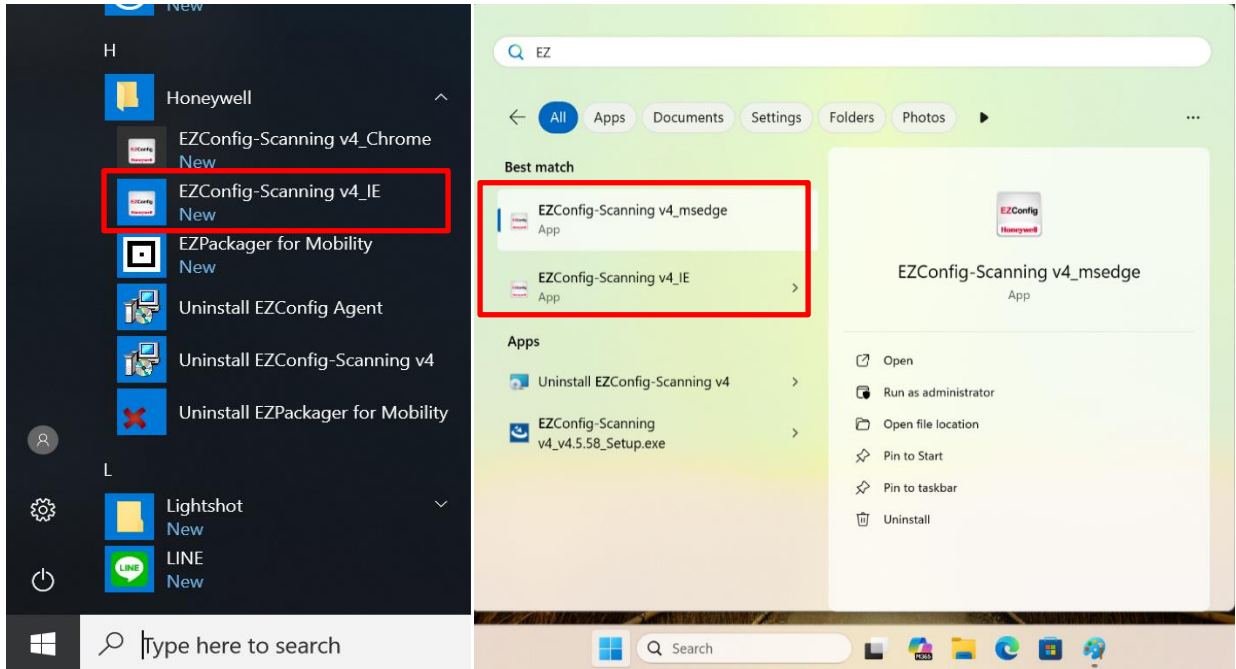 New
H
Honeywell
EZConfig-Scanning v4_Chrome
New
EZConfig-Scanning v4_IE
New
EZPackager for Mobility
New
Uninstall EZConfig Agent
Uninstall EZConfig-Scanning v4
Uninstall EZPackager for Mobility
L
Lightshot
New
LINE
LINE
New
Type here to search
EZ
All Apps Documents Settings Folders Photos
Best match
EZConfig-Scanning v4_msedge
App
EZConfig-Scanning v4_IE
App
Apps
Uninstall EZConfig-Scanning v4
EZConfig-Scanning
v4_v4.5.58_Setup.exe
EZConfig
Honeywell
EZConfig-Scanning v4_msedge
App
Open
Run as administrator
Open file location
Pin to Start
Pin to taskbar
Uninstall
Search
M365